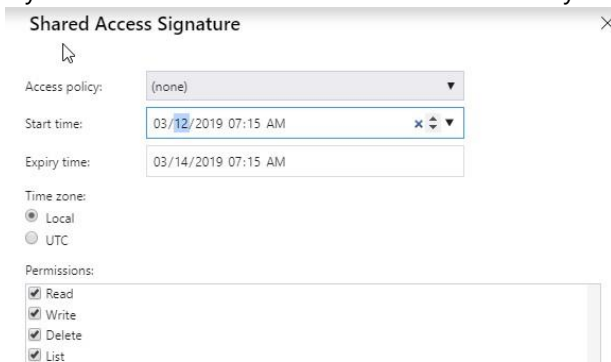 Shared Access Signature
Access policy: (none)
Start time: 03/12/2019 07:15 AM
Expiry time: 03/14/2019 07:15 AM
Time zone:
Local
UTC
Permissions:
Read
Write
Delete
List